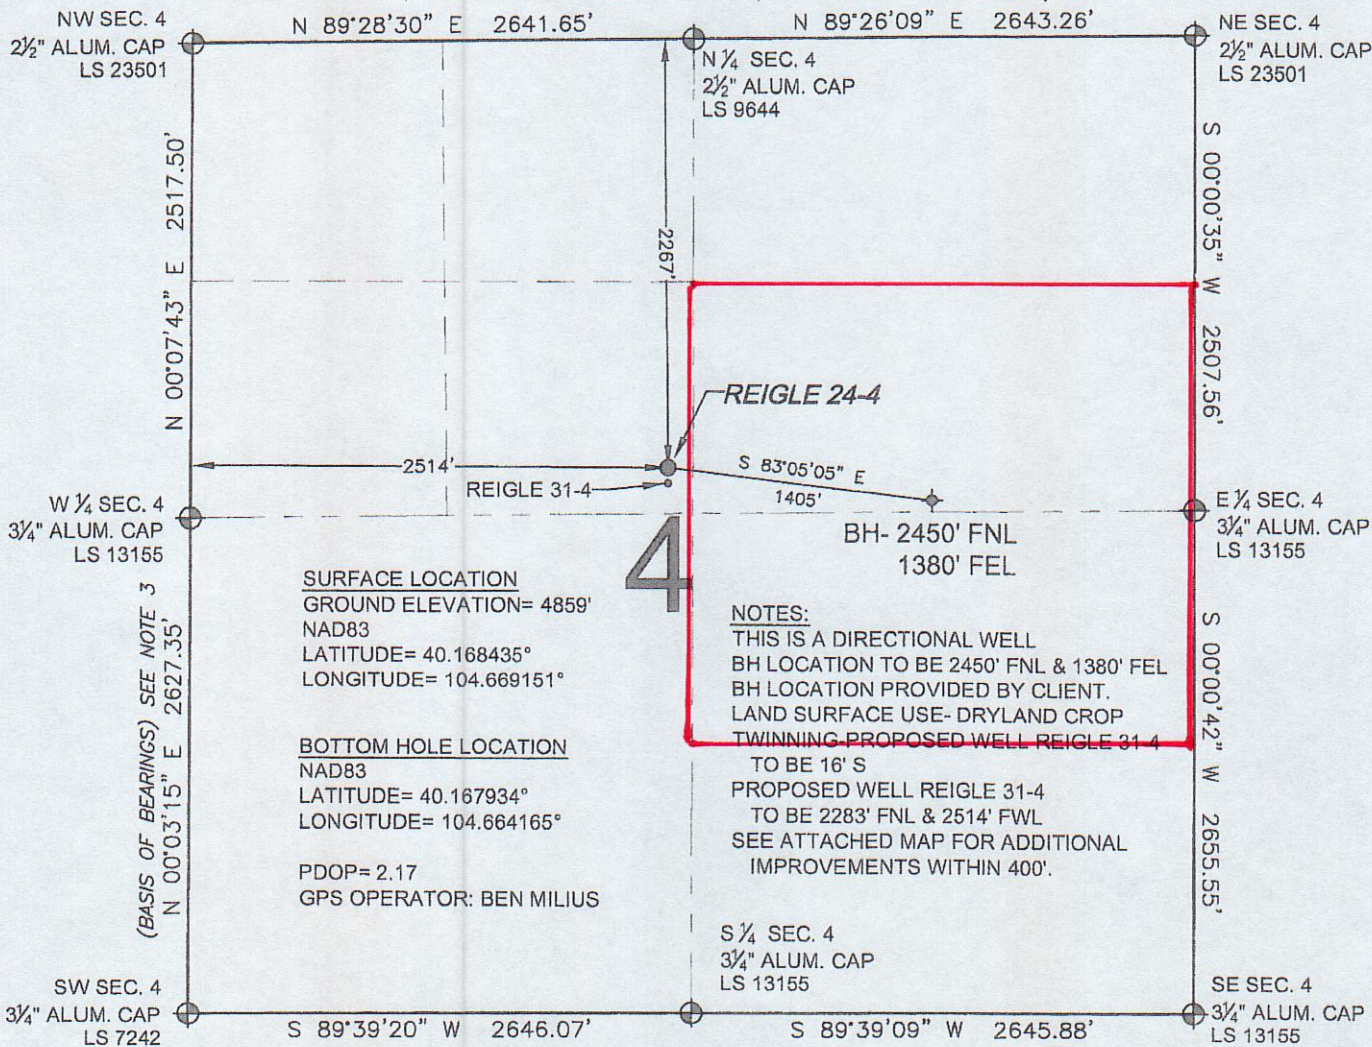 NW SEC. 4
2½" ALUM. CAP
LS 23501
N 89°28'30" E 2641.65'
N ¼ SEC. 4
2½" ALUM. CAP
LS 9644
N 89°26'09" E 2643.26'
NE SEC. 4
2½" ALUM. CAP
LS 23501
N 00°07'43" E 2517.50'
2267'
S 00°00'35" W 2507.56'
REIGLE 24-4
2514'
REIGLE 31-4
S 83°05'05" E
1405'
W ¼ SEC. 4
3¼" ALUM. CAP
LS 13155
4
BH- 2450' FNL
1380' FEL
E ¼ SEC. 4
3¼" ALUM. CAP
LS 13155
(BASIS OF BEARINGS) SEE NOTE 3
N 00°03'15" E 2627.35'
SURFACE LOCATION
GROUND ELEVATION= 4859'
NAD83
LATITUDE= 40.168435°
LONGITUDE= 104.669151°
BOTTOM HOLE LOCATION
NAD83
LATITUDE= 40.167934°
LONGITUDE= 104.664165°
PDOP= 2.17
GPS OPERATOR: BEN MILIUS
NOTES:
THIS IS A DIRECTIONAL WELL
BH LOCATION TO BE 2450' FNL & 1380' FEL
BH LOCATION PROVIDED BY CLIENT.
LAND SURFACE USE- DRYLAND CROP
TWINNING-PROPOSED WELL REIGLE 31-4
TO BE 16' S
PROPOSED WELL REIGLE 31-4
TO BE 2283' FNL & 2514' FWL
SEE ATTACHED MAP FOR ADDITIONAL
IMPROVEMENTS WITHIN 400'.
S 00°00'42" W 2655.55'
SW SEC. 4
3¼" ALUM. CAP
LS 7242
S 89°39'20" W 2646.07'
S ¼ SEC. 4
3¼" ALUM. CAP
LS 13155
S 89°39'09" W 2645.88'
SE SEC. 4
3¼" ALUM. CAP
LS 13155